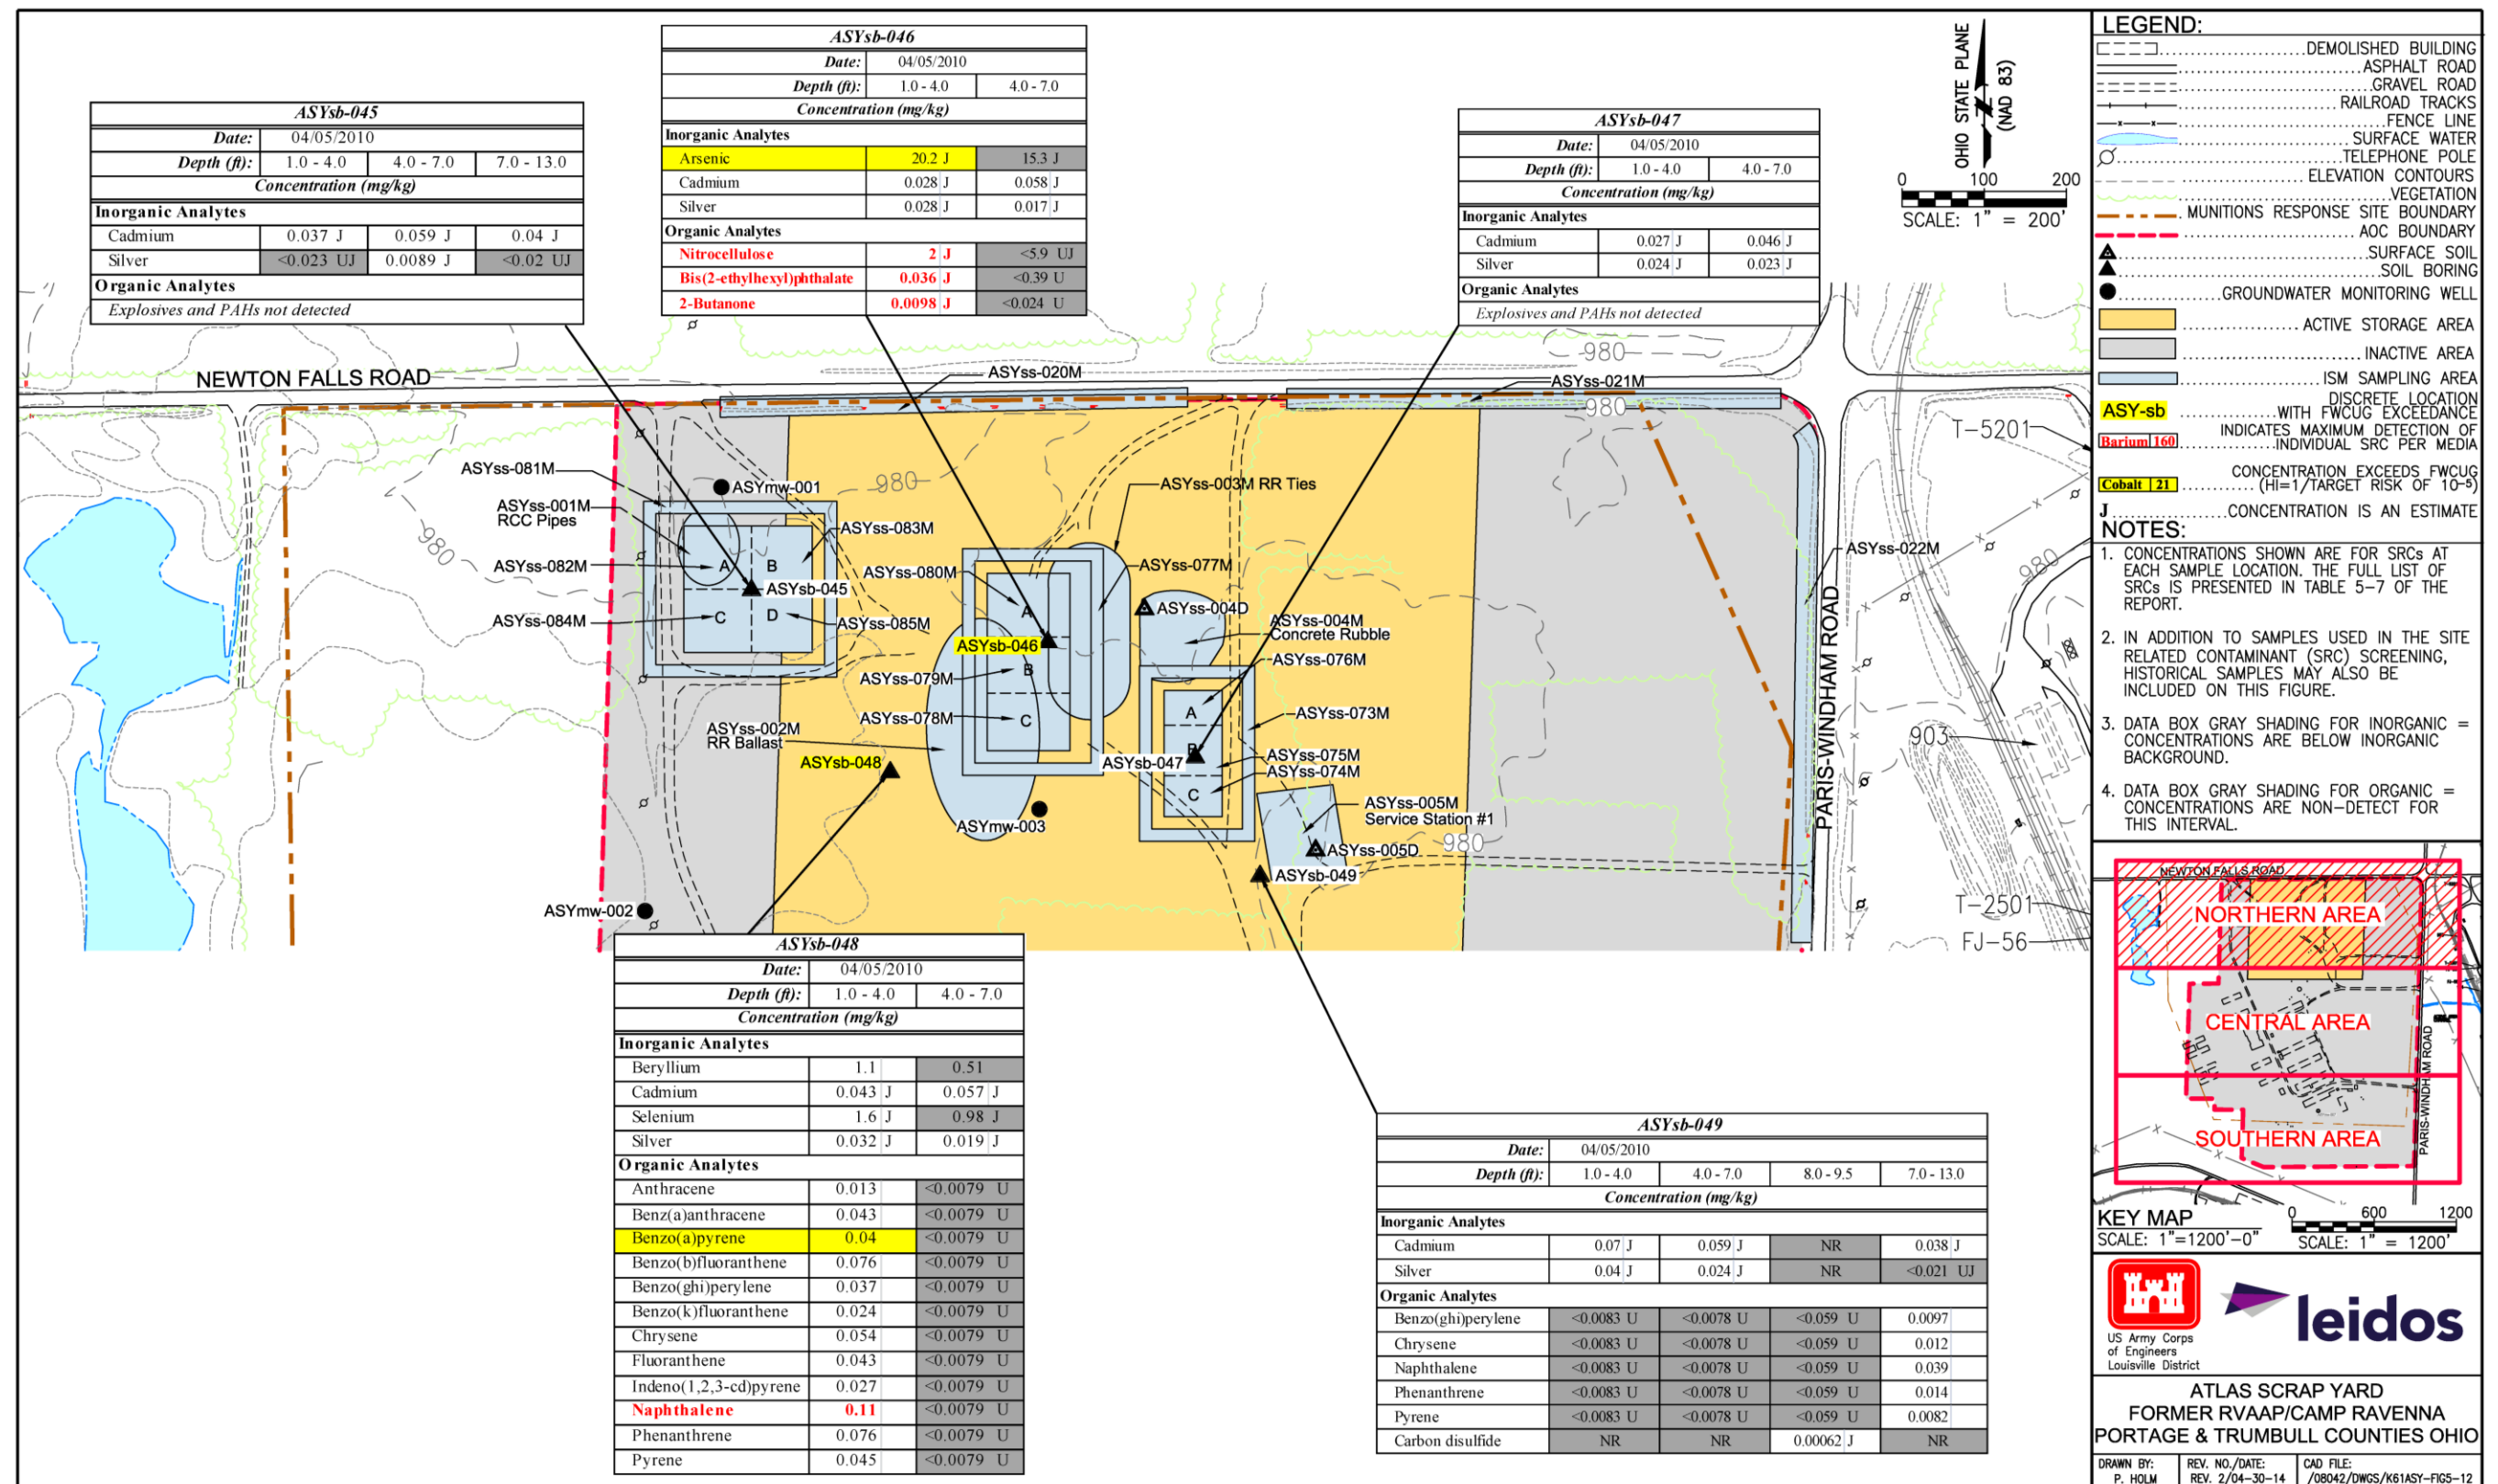 ASYsb-045
Date: 04/05/2010
Depth (ft): 1.0 - 4.0 4.0 - 7.0 7.0 - 13.0
Concentration (mg/kg)
Inorganic Analytes
Cadmium 0.037 J 0.059 J 0.04 J
Silver <0.023 UJ 0.0089 J <0.02 UJ
Organic Analytes
Explosives and PAHs not detected
ASYsb-046
Date: 04/05/2010
Depth (ft): 1.0 - 4.0 4.0 - 7.0
Concentration (mg/kg)
Inorganic Analytes
Arsenic 20.2 J 15.3 J
Cadmium 0.028 J 0.058 J
Silver 0.028 J 0.017 J
Organic Analytes
Nitrocellulose 2 J <5.9 UJ
Bis(2-ethylhexyl)phthalate 0.036 J <0.39 U
2-Butanone 0.0098 J <0.024 U
ASYsb-047
Date: 04/05/2010
Depth (ft): 1.0 - 4.0 4.0 - 7.0
Concentration (mg/kg)
Inorganic Analytes
Cadmium 0.027 J 0.046 J
Silver 0.024 J 0.023 J
Organic Analytes
Explosives and PAHs not detected
OHIO STATE PLANE
(NAD 83)
0 100 200
SCALE: 1" = 200'
NEWTON FALLS ROAD
980
ASYss-020M
ASYss-021M
980
T-5201
ASYss-081M
ASYmw-001
980
ASYss-003M RR Ties
ASYss-001M
RCC Pipes
ASYss-083M
980
ASYss-022M
980
ASYss-082M
A
B
ASYss-080M
ASYss-077M
ASYsb-045
A
ASYss-004D
ASYss-084M
C
D
ASYss-085M
ASYss-004M
Concrete Rubble
ASYsb-046
ASYss-076M
B
ASYss-079M
A
ASYss-073M
ASYss-078M
C
ASYss-002M
RR Ballast
903
B
ASYss-075M
ASYsb-048
ASYsb-047
ASYss-074M
C
ASYss-005M
Service Station #1
ASYmw-003
980
ASYss-005D
ASYsb-049
PARIS-WINDHAM ROAD
ASYmw-002
T-2501
FJ-56
ASYsb-048
Date: 04/05/2010
Depth (ft): 1.0 - 4.0 4.0 - 7.0
Concentration (mg/kg)
Inorganic Analytes
Beryllium 1.1 0.51
Cadmium 0.043 J 0.057 J
Selenium 1.6 J 0.98 J
Silver 0.032 J 0.019 J
Organic Analytes
Anthracene 0.013 <0.0079 U
Benz(a)anthracene 0.043 <0.0079 U
Benzo(a)pyrene 0.04 <0.0079 U
Benzo(b)fluoranthene 0.076 <0.0079 U
Benzo(ghi)perylene 0.037 <0.0079 U
Benzo(k)fluoranthene 0.024 <0.0079 U
Chrysene 0.054 <0.0079 U
Fluoranthene 0.043 <0.0079 U
Indeno(1,2,3-cd)pyrene 0.027 <0.0079 U
Naphthalene 0.11 <0.0079 U
Phenanthrene 0.076 <0.0079 U
Pyrene 0.045 <0.0079 U
ASYsb-049
Date: 04/05/2010
Depth (ft): 1.0 - 4.0 4.0 - 7.0 8.0 - 9.5 7.0 - 13.0
Concentration (mg/kg)
Inorganic Analytes
Cadmium 0.07 J 0.059 J NR 0.038 J
Silver 0.04 J 0.024 J NR <0.021 UJ
Organic Analytes
Benzo(ghi)perylene <0.0083 U <0.0078 U <0.059 U 0.0097
Chrysene <0.0083 U <0.0078 U <0.059 U 0.012
Naphthalene <0.0083 U <0.0078 U <0.059 U 0.039
Phenanthrene <0.0083 U <0.0078 U <0.059 U 0.014
Pyrene <0.0083 U <0.0078 U <0.059 U 0.0082
Carbon disulfide NR NR 0.00062 J NR
LEGEND:
DEMOLISHED BUILDING
ASPHALT ROAD
GRAVEL ROAD
RAILROAD TRACKS
FENCE LINE
SURFACE WATER
TELEPHONE POLE
ELEVATION CONTOURS
VEGETATION
MUNITIONS RESPONSE SITE BOUNDARY
AOC BOUNDARY
SURFACE SOIL
SOIL BORING
GROUNDWATER MONITORING WELL
ACTIVE STORAGE AREA
INACTIVE AREA
ISM SAMPLING AREA
ASY-sb DISCRETE LOCATION
WITH FWCUG EXCEEDANCE
Barium 160 INDICATES MAXIMUM DETECTION OF
INDIVIDUAL SRC PER MEDIA
Cobalt 21 CONCENTRATION EXCEEDS FWCUG
(HI=1/TARGET RISK OF 10-5)
J CONCENTRATION IS AN ESTIMATE
NOTES:
1. CONCENTRATIONS SHOWN ARE FOR SRCs AT
EACH SAMPLE LOCATION. THE FULL LIST OF
SRCs IS PRESENTED IN TABLE 5-7 OF THE
REPORT.
2. IN ADDITION TO SAMPLES USED IN THE SITE
RELATED CONTAMINANT (SRC) SCREENING,
HISTORICAL SAMPLES MAY ALSO BE
INCLUDED ON THIS FIGURE.
3. DATA BOX GRAY SHADING FOR INORGANIC =
CONCENTRATIONS ARE BELOW INORGANIC
BACKGROUND.
4. DATA BOX GRAY SHADING FOR ORGANIC =
CONCENTRATIONS ARE NON-DETECT FOR
THIS INTERVAL.
NEWTON FALLS ROAD
NORTHERN AREA
CENTRAL AREA
SOUTHERN AREA
PARIS-WINDHAM ROAD
KEY MAP
SCALE: 1"=1200'-0"
0 600 1200
SCALE: 1" = 1200'
US Army Corps
of Engineers
Louisville District
leidos
ATLAS SCRAP YARD
FORMER RVAAP/CAMP RAVENNA
PORTAGE & TRUMBULL COUNTIES OHIO
DRAWN BY:
P. HOLM
REV. NO./DATE:
REV. 2/04-30-14
CAD FILE:
/08042/DWGS/K61ASY-FIG5-12